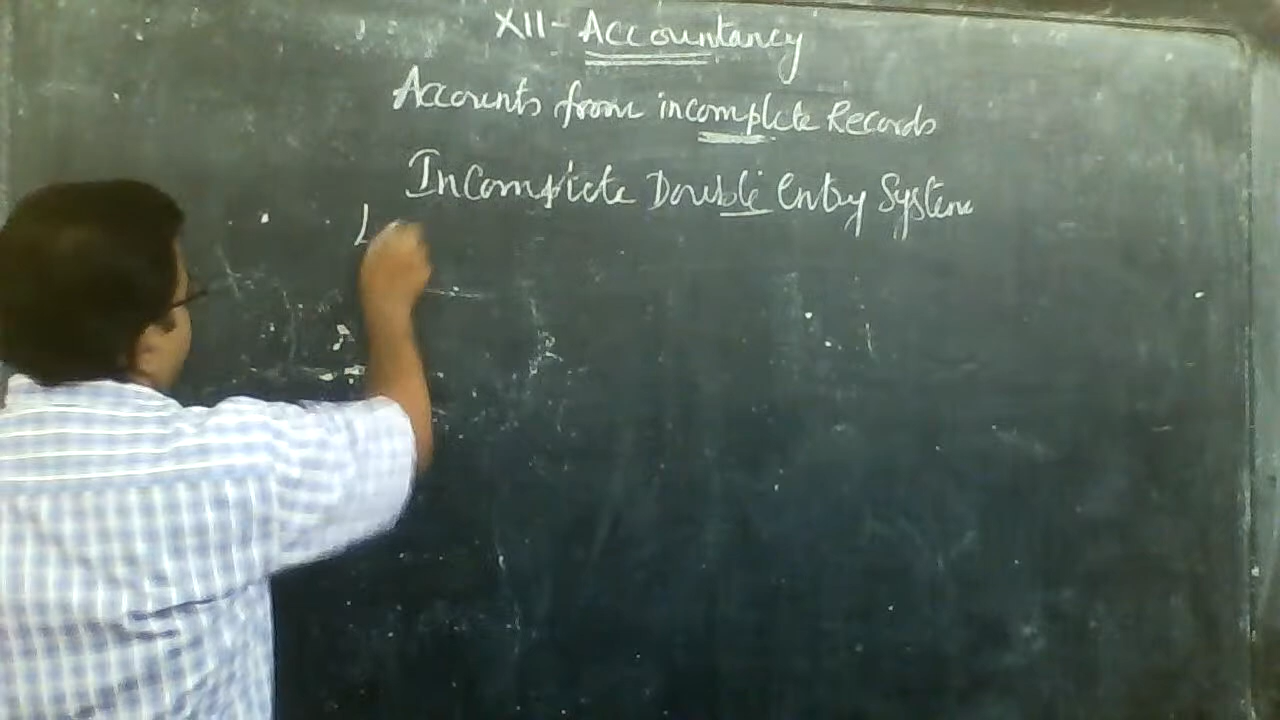 XII - Accountancy
Accounts from incomplete Records
Incomplete Double Entry System
L